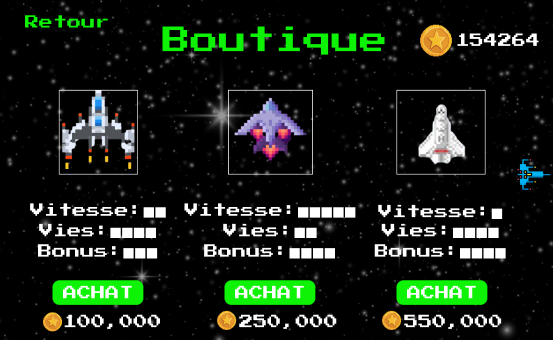 Retour
Boutique
154264
Vitesse: Vitesse: Vitesse:
Vies: Vies: Vies:
Bonus: Bonus: Bonus:
ACHAT ACHAT ACHAT
100,000 250,000 550,000